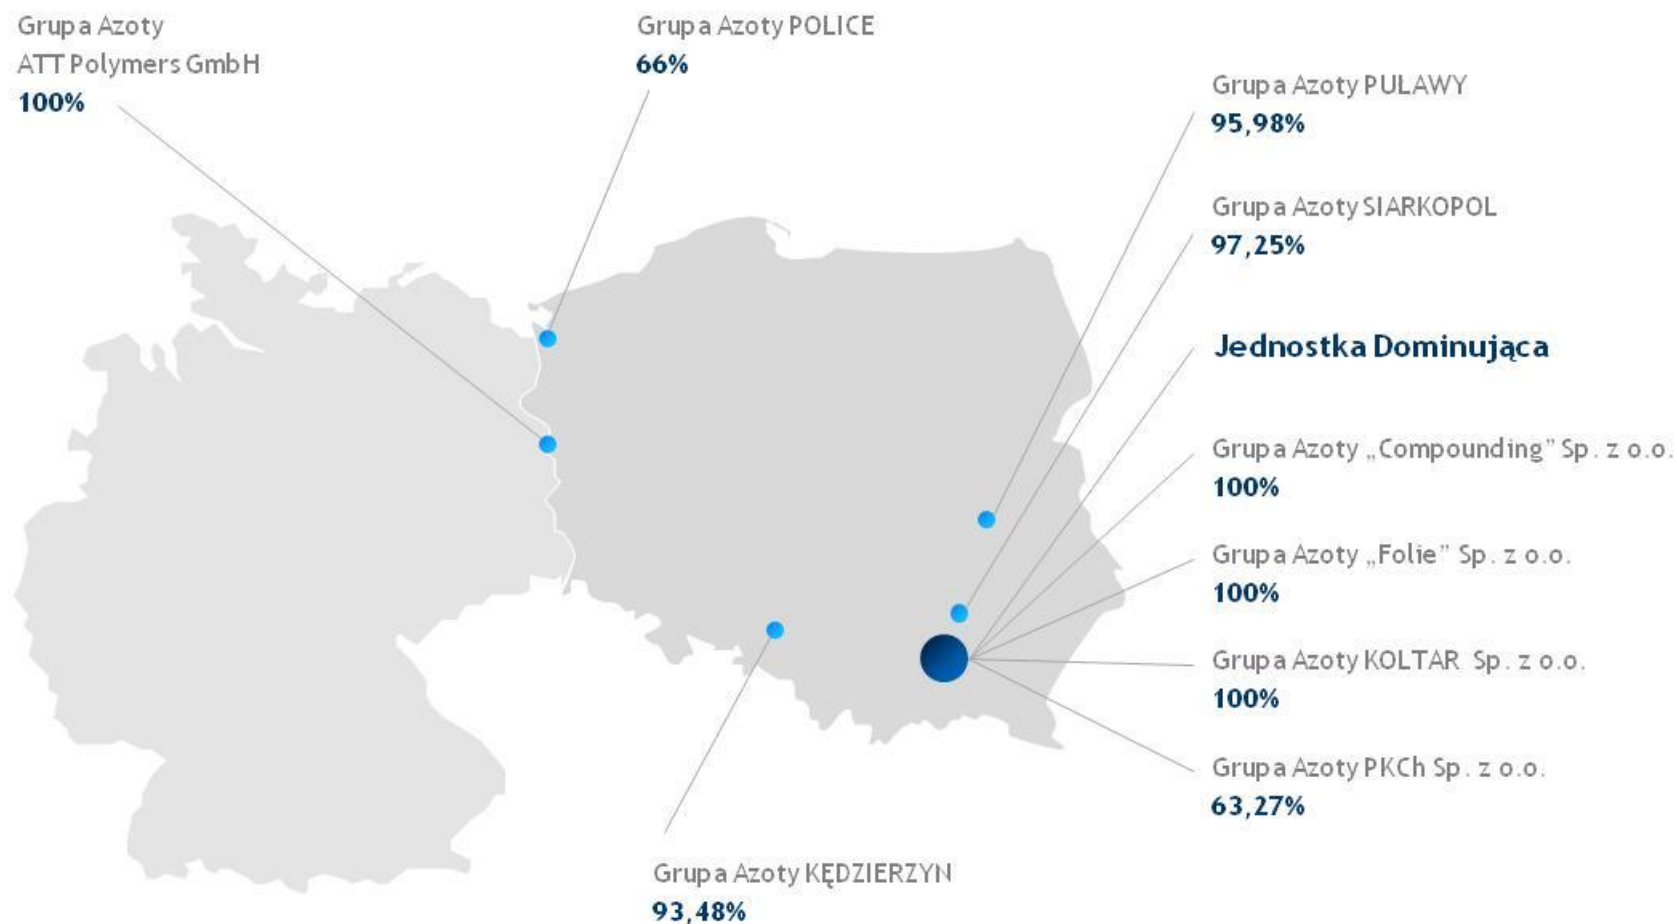 Grupa Azoty
ATT Polymers GmbH
100%
Grupa Azoty POLICE
66%
Grupa Azoty PUŁAWY
95,98%
Grupa Azoty SIARKOPOL
97,25%
Jednostka Dominująca
Grupa Azoty „Compounding” Sp. z o.o.
100%
Grupa Azoty „Folie” Sp. z o.o.
100%
Grupa Azoty KOLTAR Sp. z o.o.
100%
Grupa Azoty PKCh Sp. z o.o.
63,27%
Grupa Azoty KĘDZIERZYN
93,48%